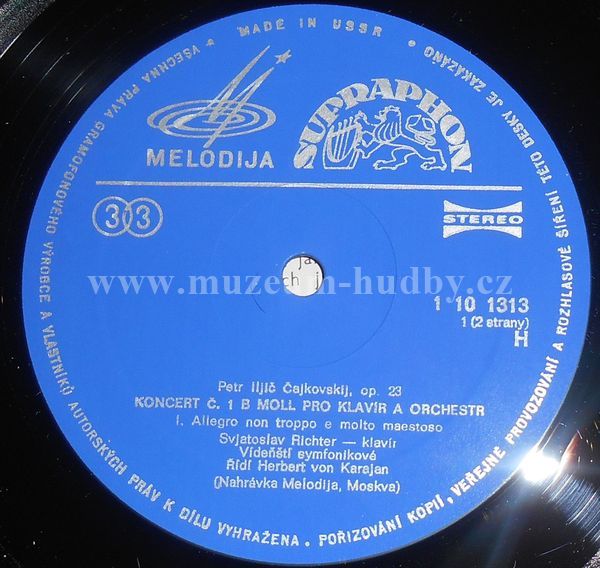 MADE IN USSR
VŠECHNA PRÁVA GRAMOFONOVÉHO VÝROBCE A VLASTNÍKŮ AUTORSKÝCH PRÁV K DÍLU VYHRAŽENA. POŘIZOVÁNÍ KOPIÍ, VEŘEJNÉ PROVOZOVÁNÍ A ROZHLASOVÉ ŠÍŘENÍ TÉTO DESKY JE ZAKÁZÁNO
MELODIJA
SUPRAPHON
33
STEREO
ja
ch j
www.muzeum-hudby.cz
1 10 1313
1 (2 strany)
H
Petr Iljič Čajkovskij, op. 23
KONCERT Č. 1 B MOLL PRO KLAVÍR A ORCHESTR
I. Allegro non troppo e molto maestoso
Svjatoslav Richter — klavír
Vídeňští symfonikové
Řídí Herbert von Karajan
(Nahrávka Melodija, Moskva)